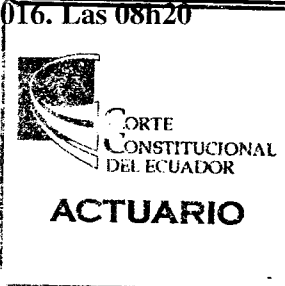 016. Las 08h20
CORTE
CONSTITUCIONAL
DEL ECUADOR
ACTUARIO